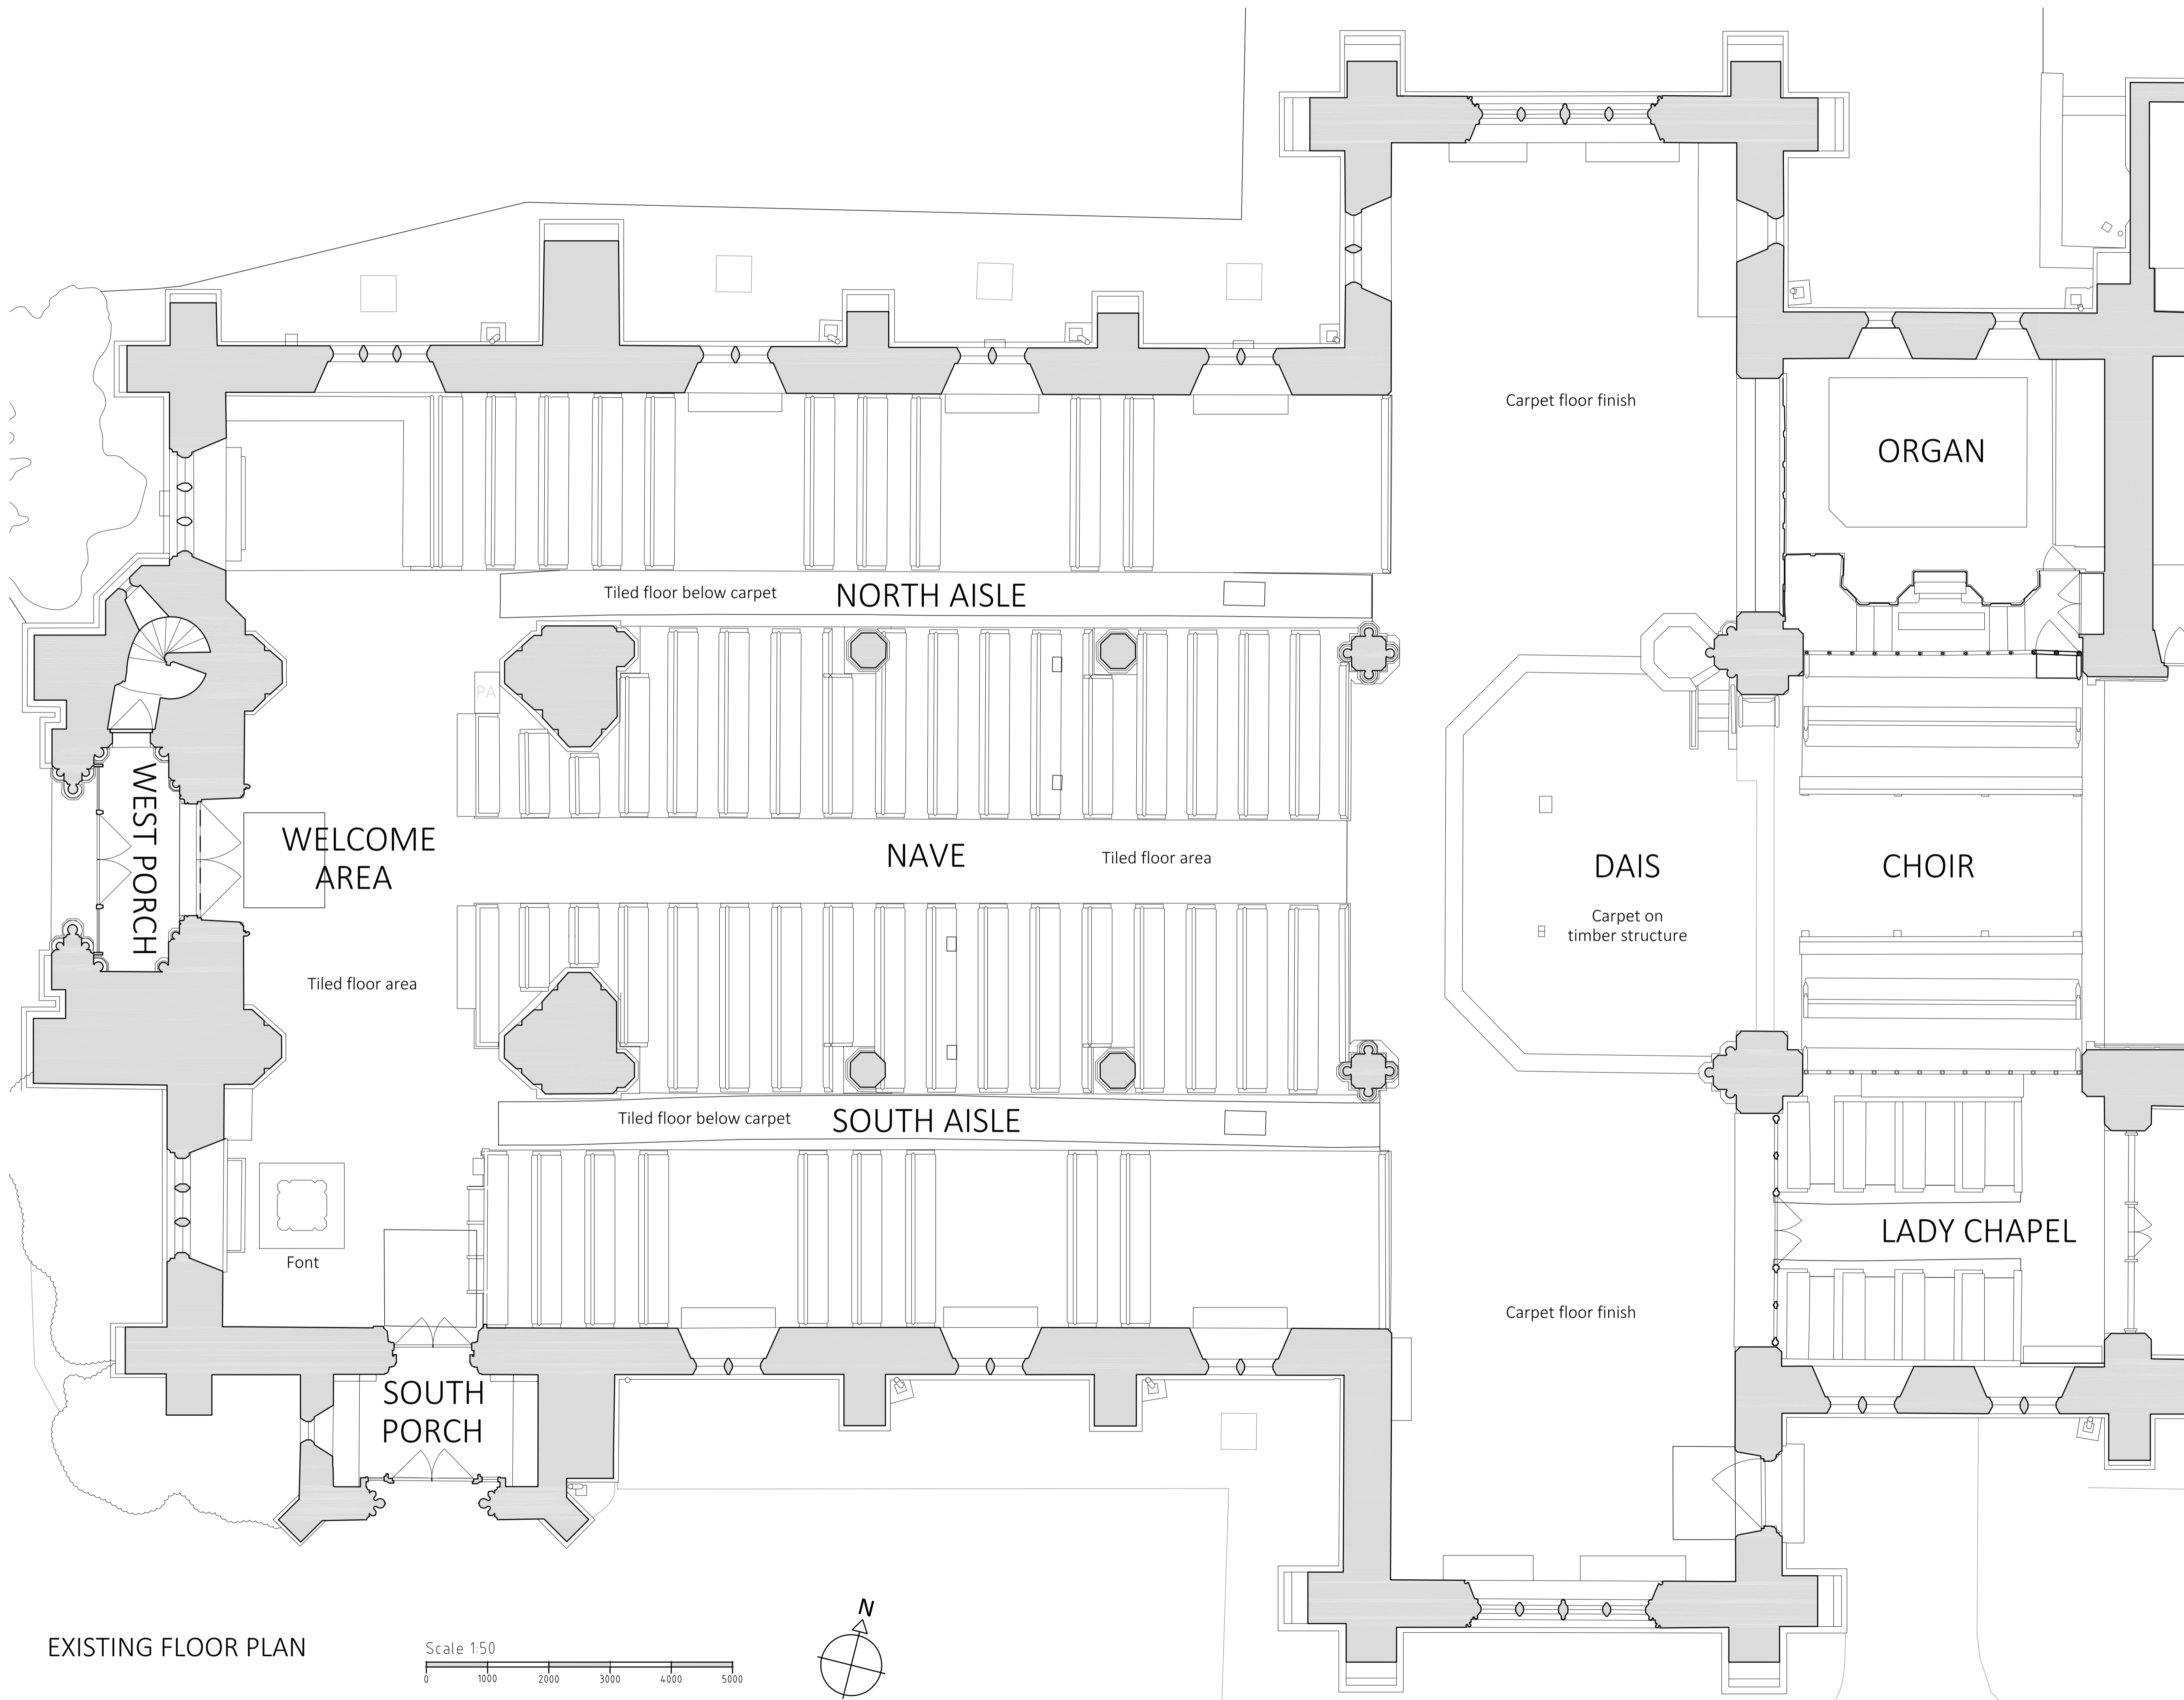 Carpet floor finish
ORGAN
Tiled floor below carpet
NORTH AISLE
PA
WEST PORCH
WELCOME
AREA
NAVE
Tiled floor area
DAIS
CHOIR
Carpet on
timber structure
Tiled floor area
Tiled floor below carpet
SOUTH AISLE
LADY CHAPEL
Font
Carpet floor finish
SOUTH
PORCH
N
EXISTING FLOOR PLAN
Scale 1:50
0 1000 2000 3000 4000 5000